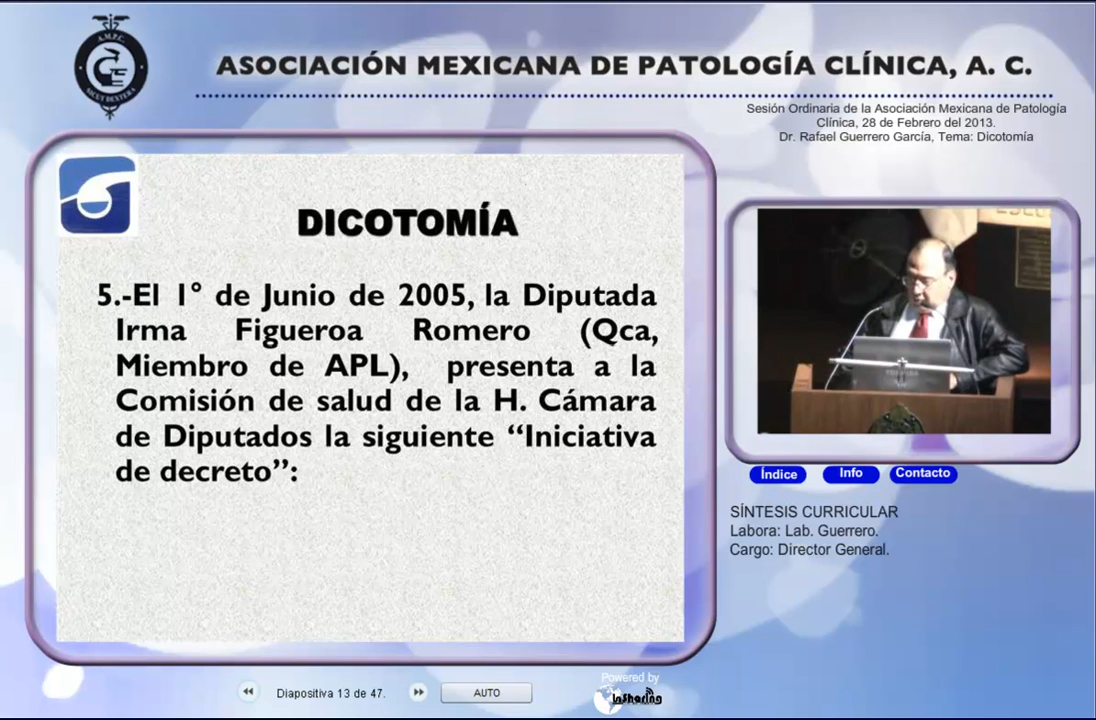 A.M.P.C.
SICUT DEXTERA
ASOCIACIÓN MEXICANA DE PATOLOGÍA CLÍNICA, A. C.
Sesión Ordinaria de la Asociación Mexicana de Patología
Clínica, 28 de Febrero del 2013.
Dr. Rafael Guerrero García, Tema: Dicotomía
DICOTOMÍA
5.-El 1° de Junio de 2005, la Diputada
Irma Figueroa Romero (Qca,
Miembro de APL), presenta a la
Comisión de salud de la H. Cámara
de Diputados la siguiente “Iniciativa
de decreto”:
Índice Info Contacto
SÍNTESIS CURRICULAR
Labora: Lab. Guerrero.
Cargo: Director General.
Diapositiva 13 de 47.
AUTO
Powered by
InSharing